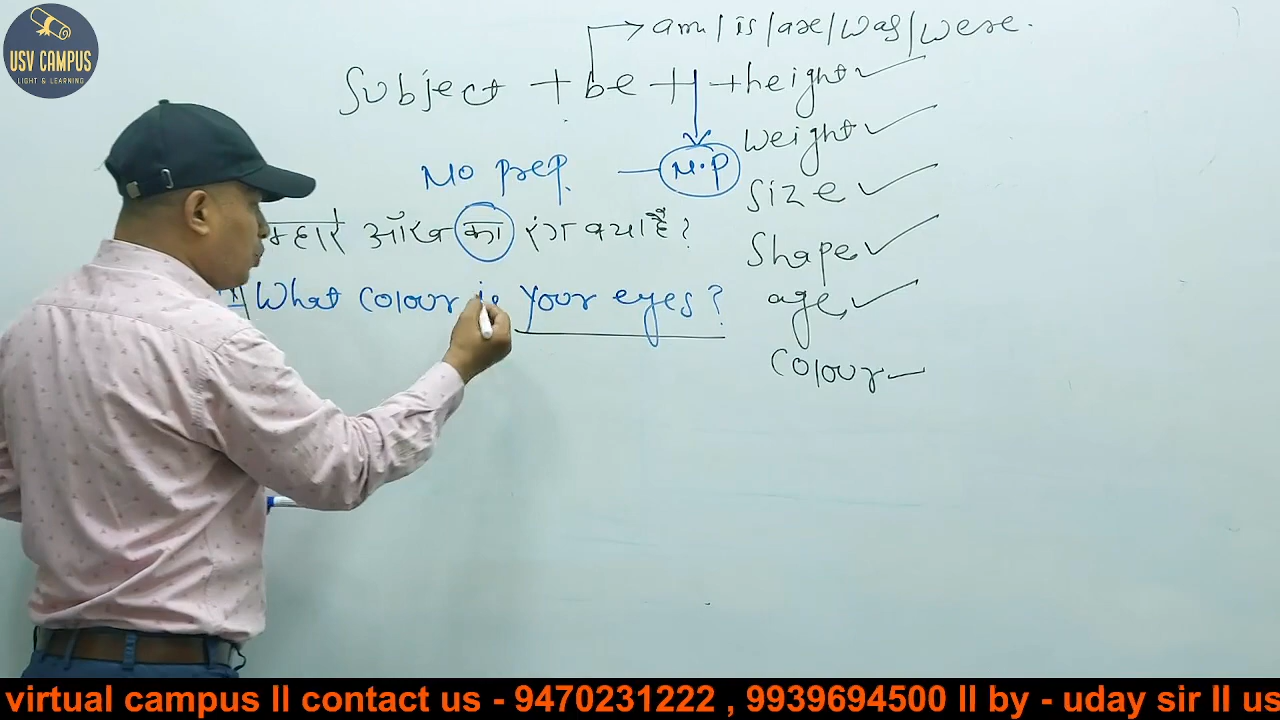 USV CAMPUS
LIGHT & LEARNING
am/is/are/was/were.
Subject + be + + height
weight
No prep. N.P
size
म्हारे आँख का रंग क्या है?
shape
What colour is your eyes?
age,
colour
virtual campus ll contact us - 9470231222 , 9939694500 ll by - uday sir ll us